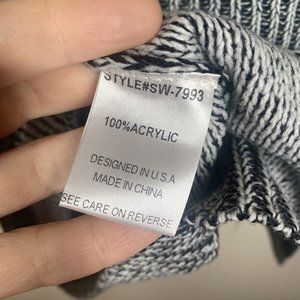 STYLE#SW-7993
100%ACRYLIC
DESIGNED IN U.S.A
MADE IN CHINA
SEE CARE ON REVERSE